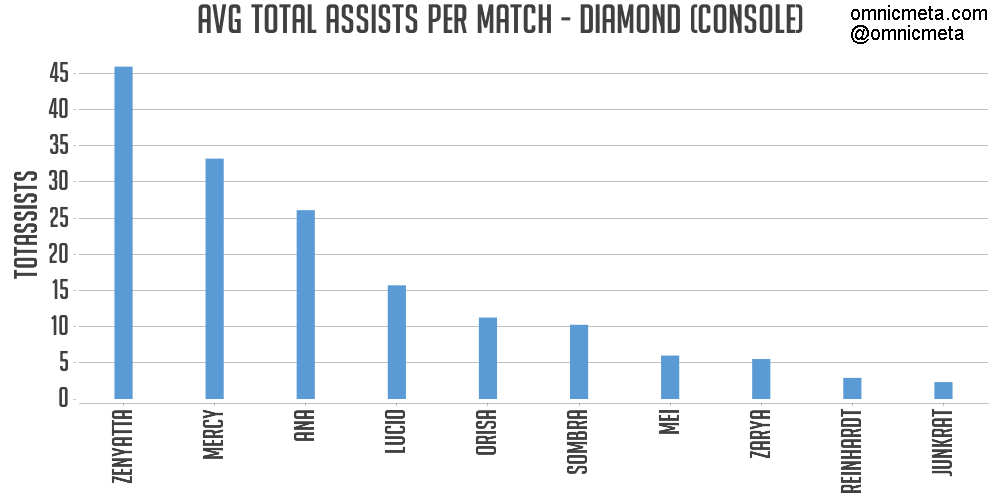 AVG TOTAL ASSISTS PER MATCH - DIAMOND (CONSOLE)
omnicmeta.com
@omnicmeta
TOTASSISTS
45
40
35
30
25
20
15
10
5
0
ZENYATTA
MERCY
ANA
LUCIO
ORISA
SOMBRA
MEI
ZARYA
REINHARDT
JUNKRAT